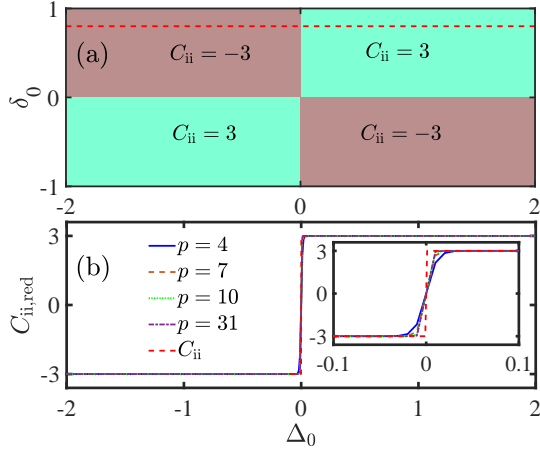 1
(a)
C_ii = −3
C_ii = 3
δ_0
0
C_ii = 3
C_ii = −3
-1
-2
0
2
3
(b)
p = 4
p = 7
p = 10
p = 31
C_ii
C_ii,red
0
-3
3
0
-3
-0.1
0
0.1
-2
-1
0
1
2
Δ_0